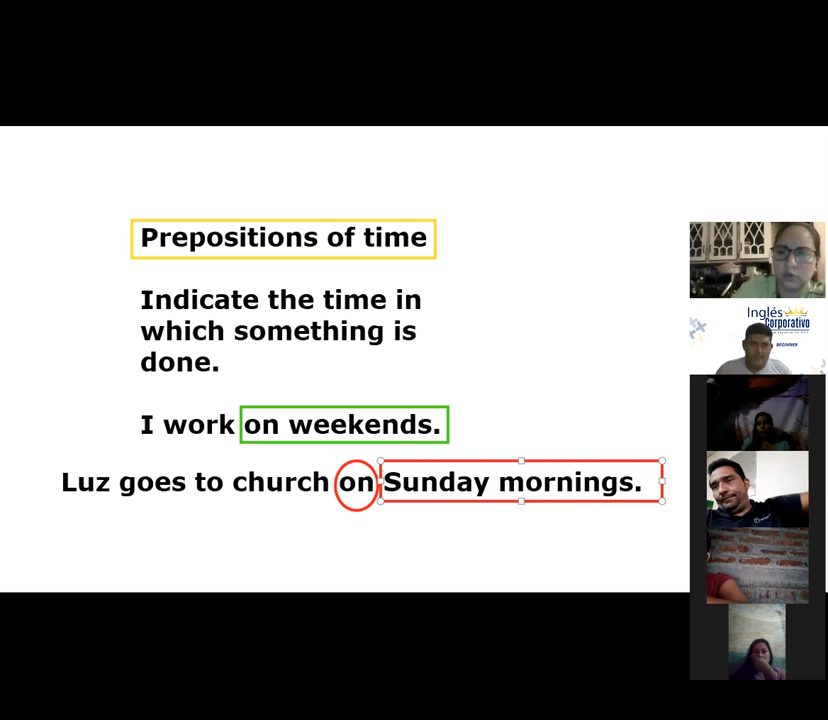 Prepositions of time
Indicate the time in
which something is
done.
I work on weekends.
Luz goes to church on Sunday mornings.
Inglés
Corporativo
BEGINNER